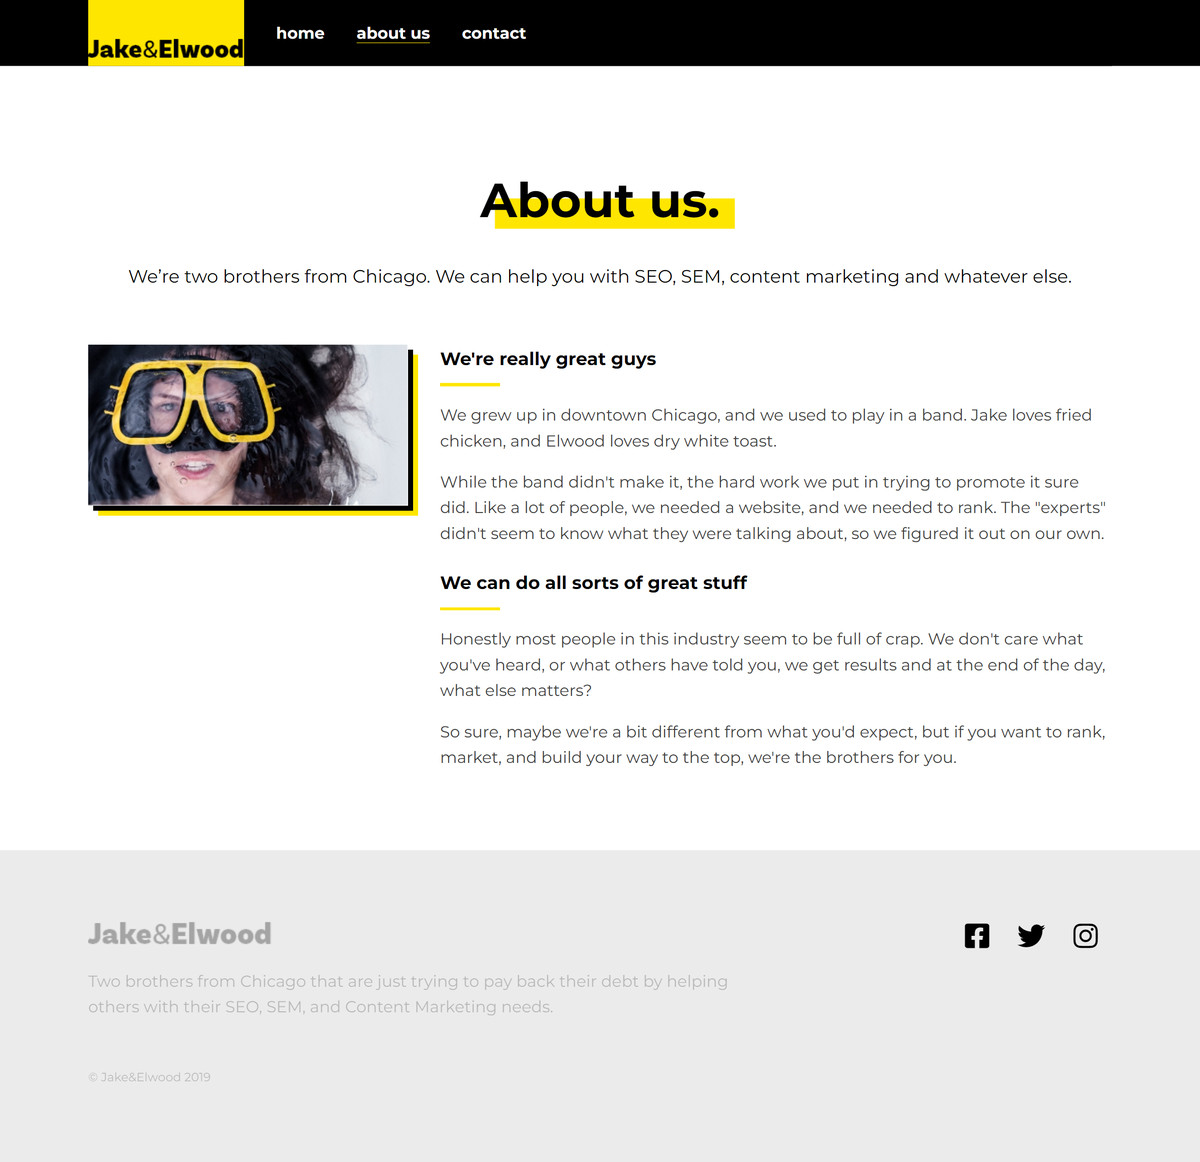 Jake&Elwood
home about us contact
About us.
We’re two brothers from Chicago. We can help you with SEO, SEM, content marketing and whatever else.
We're really great guys
We grew up in downtown Chicago, and we used to play in a band. Jake loves fried
chicken, and Elwood loves dry white toast.
While the band didn't make it, the hard work we put in trying to promote it sure
did. Like a lot of people, we needed a website, and we needed to rank. The "experts"
didn't seem to know what they were talking about, so we figured it out on our own.
We can do all sorts of great stuff
Honestly most people in this industry seem to be full of crap. We don't care what
you've heard, or what others have told you, we get results and at the end of the day,
what else matters?
So sure, maybe we're a bit different from what you'd expect, but if you want to rank,
market, and build your way to the top, we're the brothers for you.
Jake&Elwood
Two brothers from Chicago that are just trying to pay back their debt by helping
others with their SEO, SEM, and Content Marketing needs.
© Jake&Elwood 2019